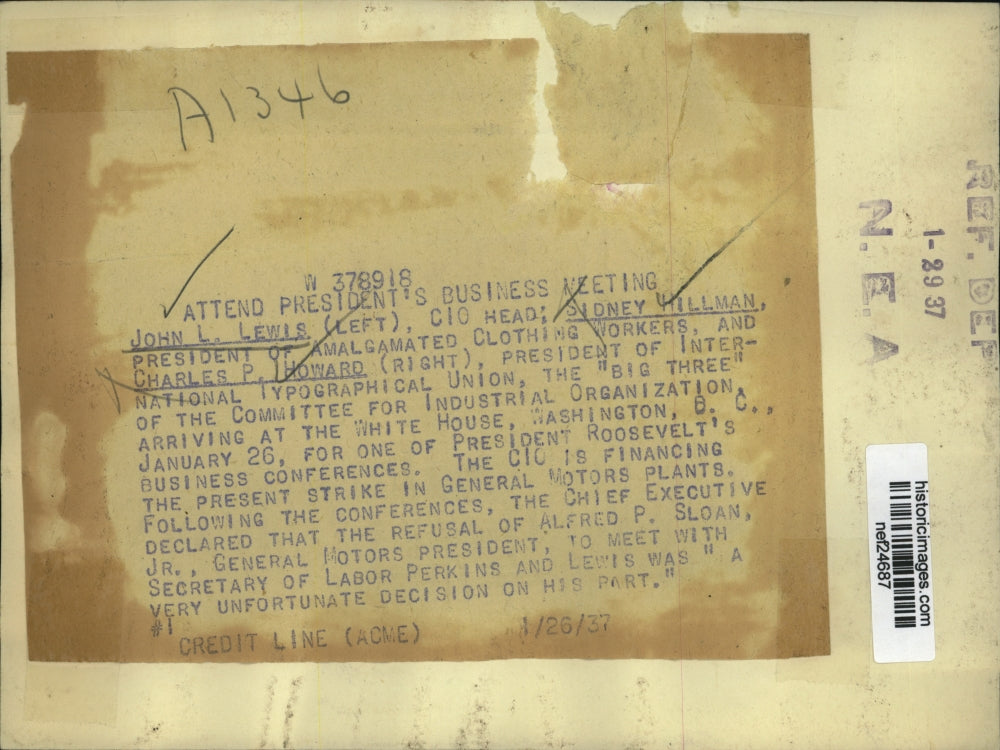 A1346
W 378918
ATTEND PRESIDENT'S BUSINESS MEETING
JOHN L. LEWIS (LEFT), CIO HEAD; SIDNEY HILLMAN,
PRESIDENT OF AMALGAMATED CLOTHING WORKERS, AND
CHARLES P. HOWARD (RIGHT), PRESIDENT OF INTER-
NATIONAL TYPOGRAPHICAL UNION, THE "BIG THREE"
OF THE COMMITTEE FOR INDUSTRIAL ORGANIZATION,
ARRIVING AT THE WHITE HOUSE, WASHINGTON, D. C.,
JANUARY 26, FOR ONE OF PRESIDENT ROOSEVELT'S
BUSINESS CONFERENCES. THE CIO IS FINANCING
THE PRESENT STRIKE IN GENERAL MOTORS PLANTS.
FOLLOWING THE CONFERENCES, THE CHIEF EXECUTIVE
DECLARED THAT THE REFUSAL OF ALFRED P. SLOAN,
JR., GENERAL MOTORS PRESIDENT, TO MEET WITH
SECRETARY OF LABOR PERKINS AND LEWIS WAS " A
VERY UNFORTUNATE DECISION ON HIS PART."
#1
CREDIT LINE (ACME) 1/26/37
REF. DEP
1-29 37
N. E. A
historicimages.com
nef24687